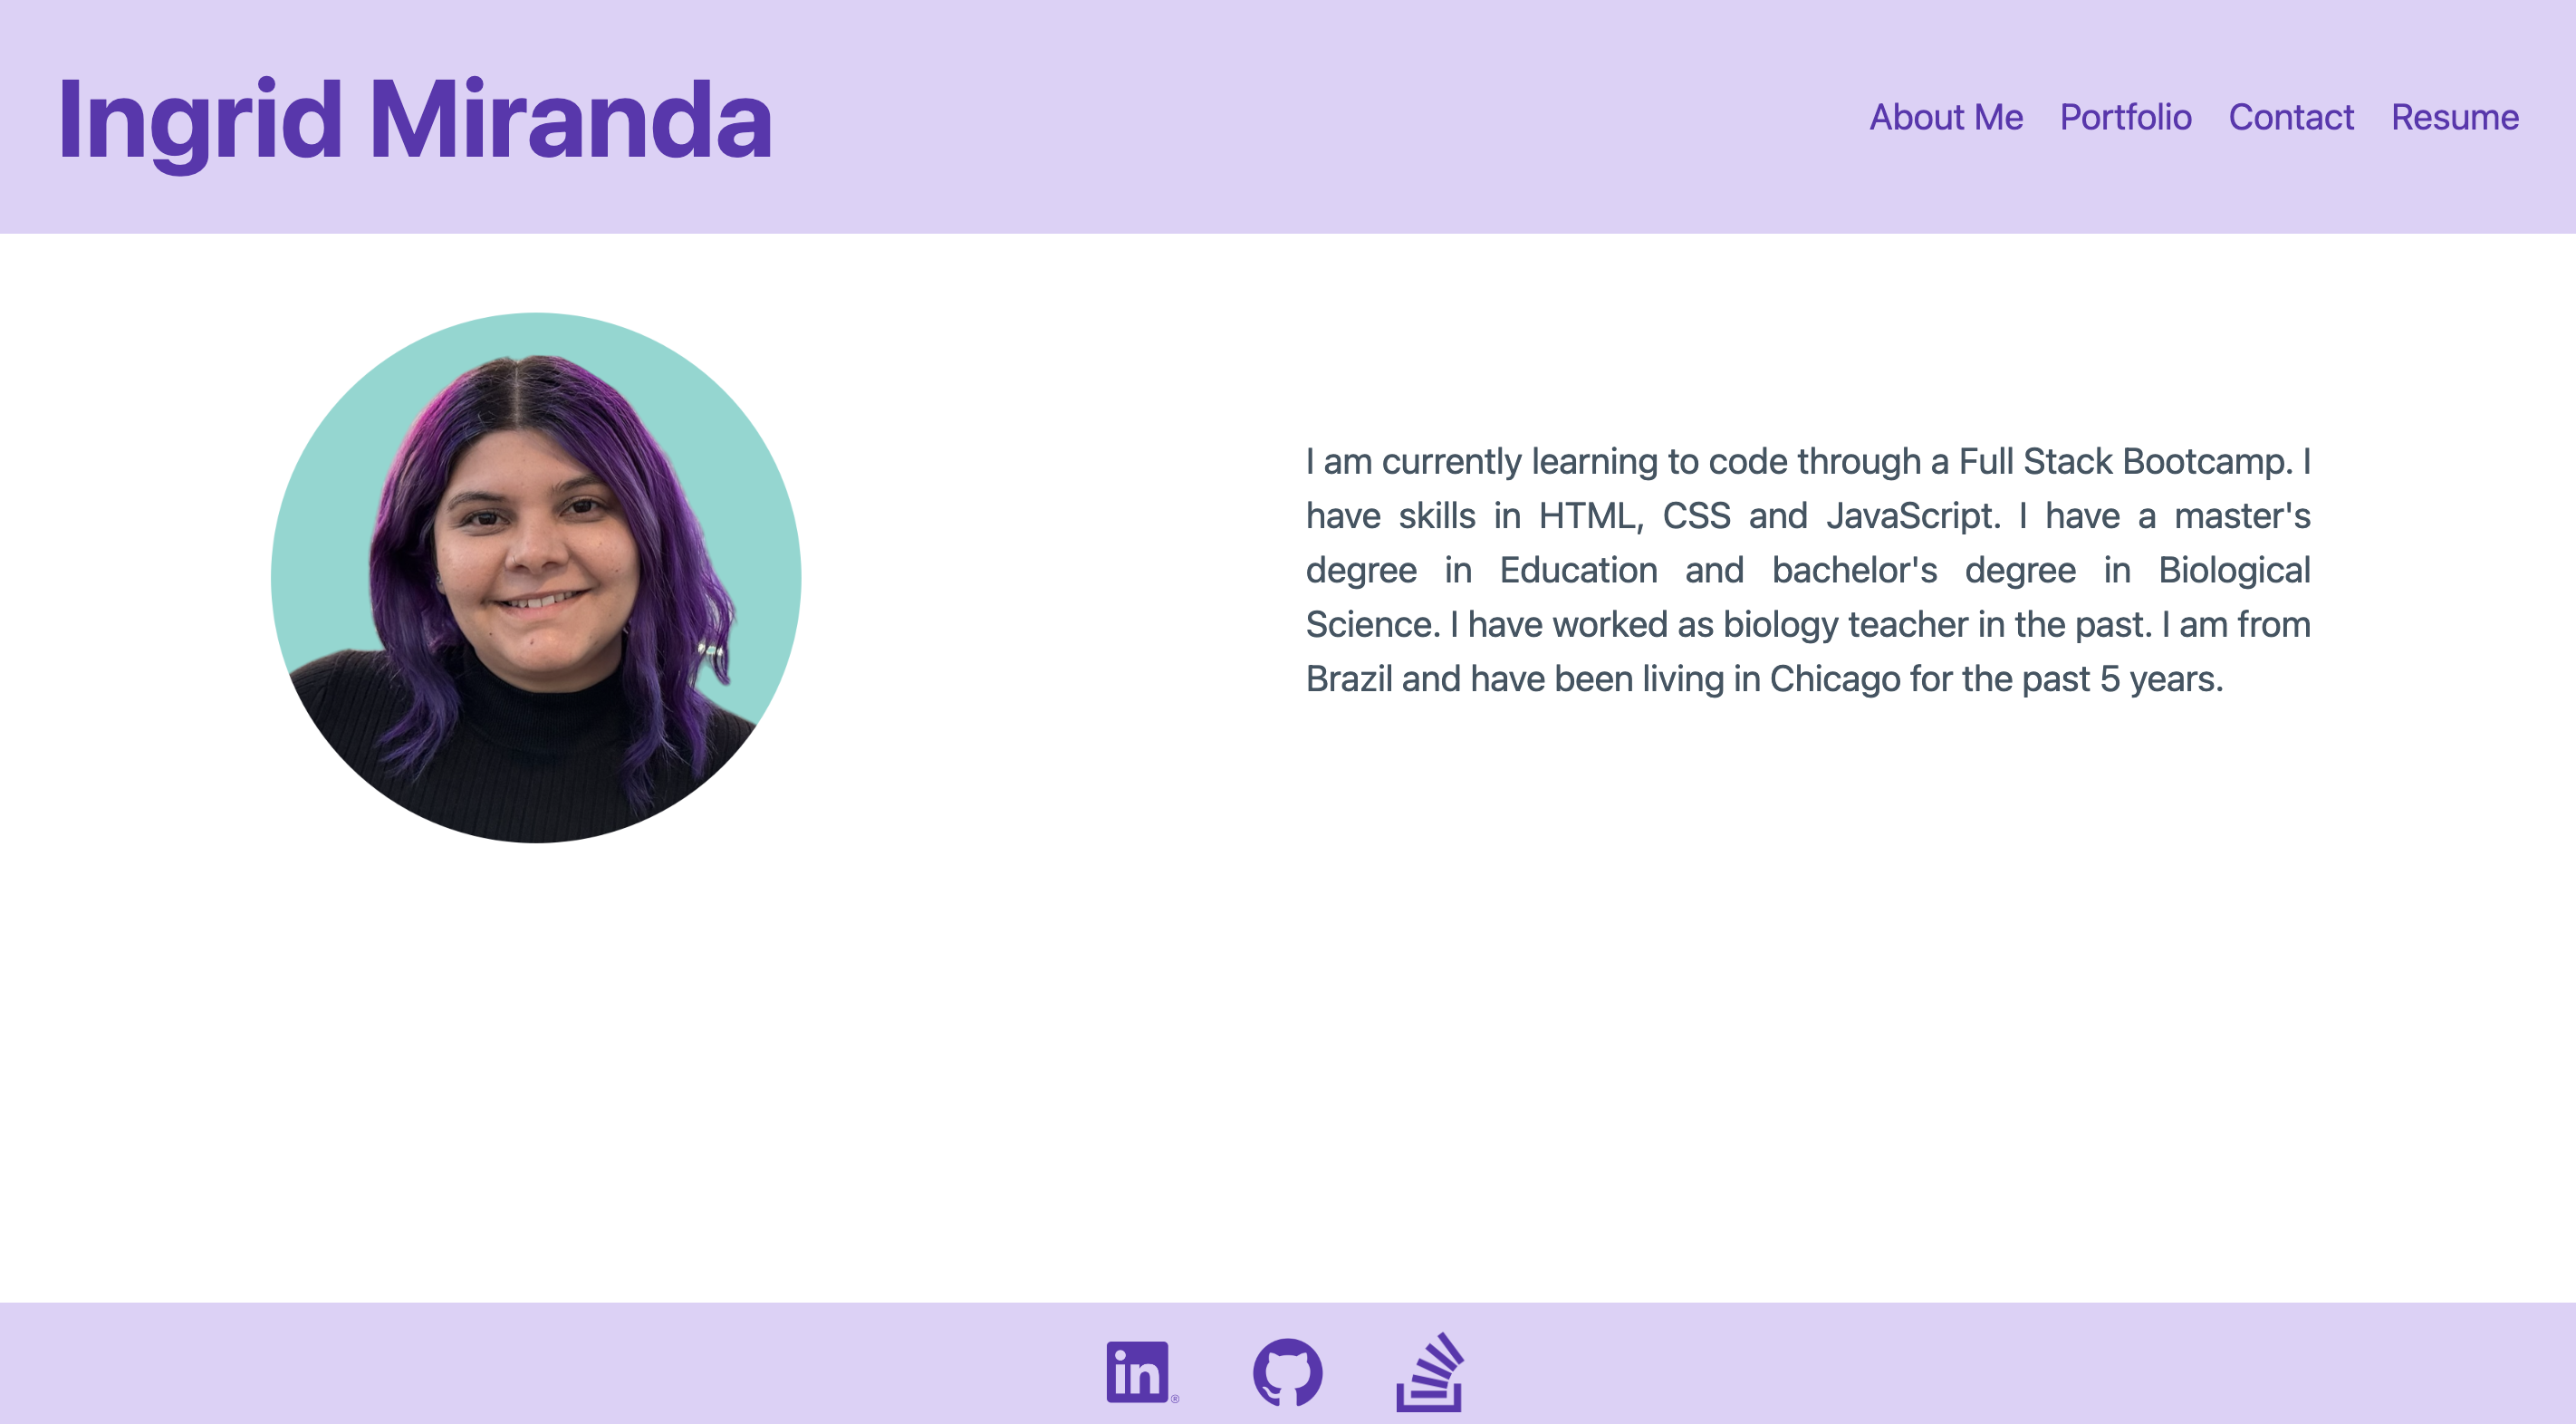 Ingrid Miranda
About Me Portfolio Contact Resume
I am currently learning to code through a Full Stack Bootcamp. I
have skills in HTML, CSS and JavaScript. I have a master's
degree in Education and bachelor's degree in Biological
Science. I have worked as biology teacher in the past. I am from
Brazil and have been living in Chicago for the past 5 years.
in ®